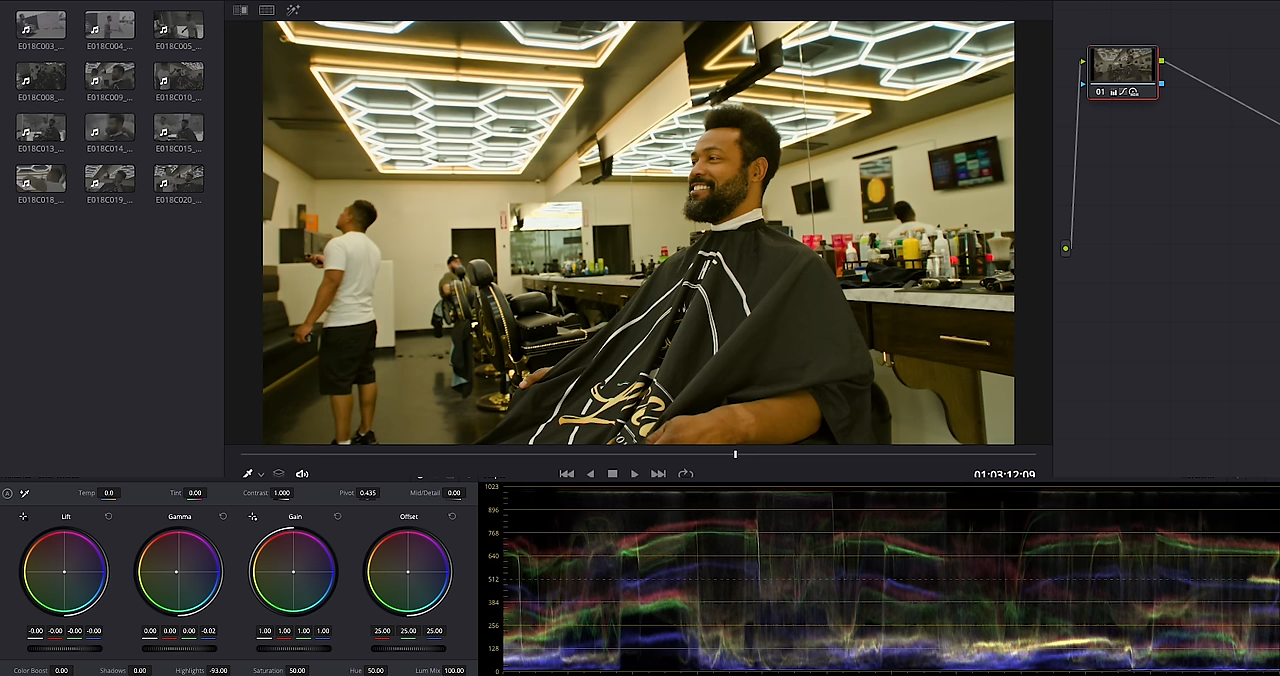 E018C003_... E018C004_... E018C005_...
E018C008_... E018C009_... E018C010_...
E018C013_... E018C014_... E018C015_...
E018C018_... E018C019_... E018C020_...
01
01:03:12:09
Temp 0.0 Tint 0.00 Contrast 1.000 Pivot 0.435 Mid/Detail 0.00
Lift Gamma Gain Offset
-0.00 -0.00 -0.00 -0.00 0.00 0.00 0.00 -0.02 1.00 1.00 1.00 1.00 25.00 25.00 25.00
Color Boost 0.00 Shadows 0.00 Highlights -93.00 Saturation 50.00 Hue 50.00 Lum Mix 100.00
1023
896
768
640
512
384
256
128
0